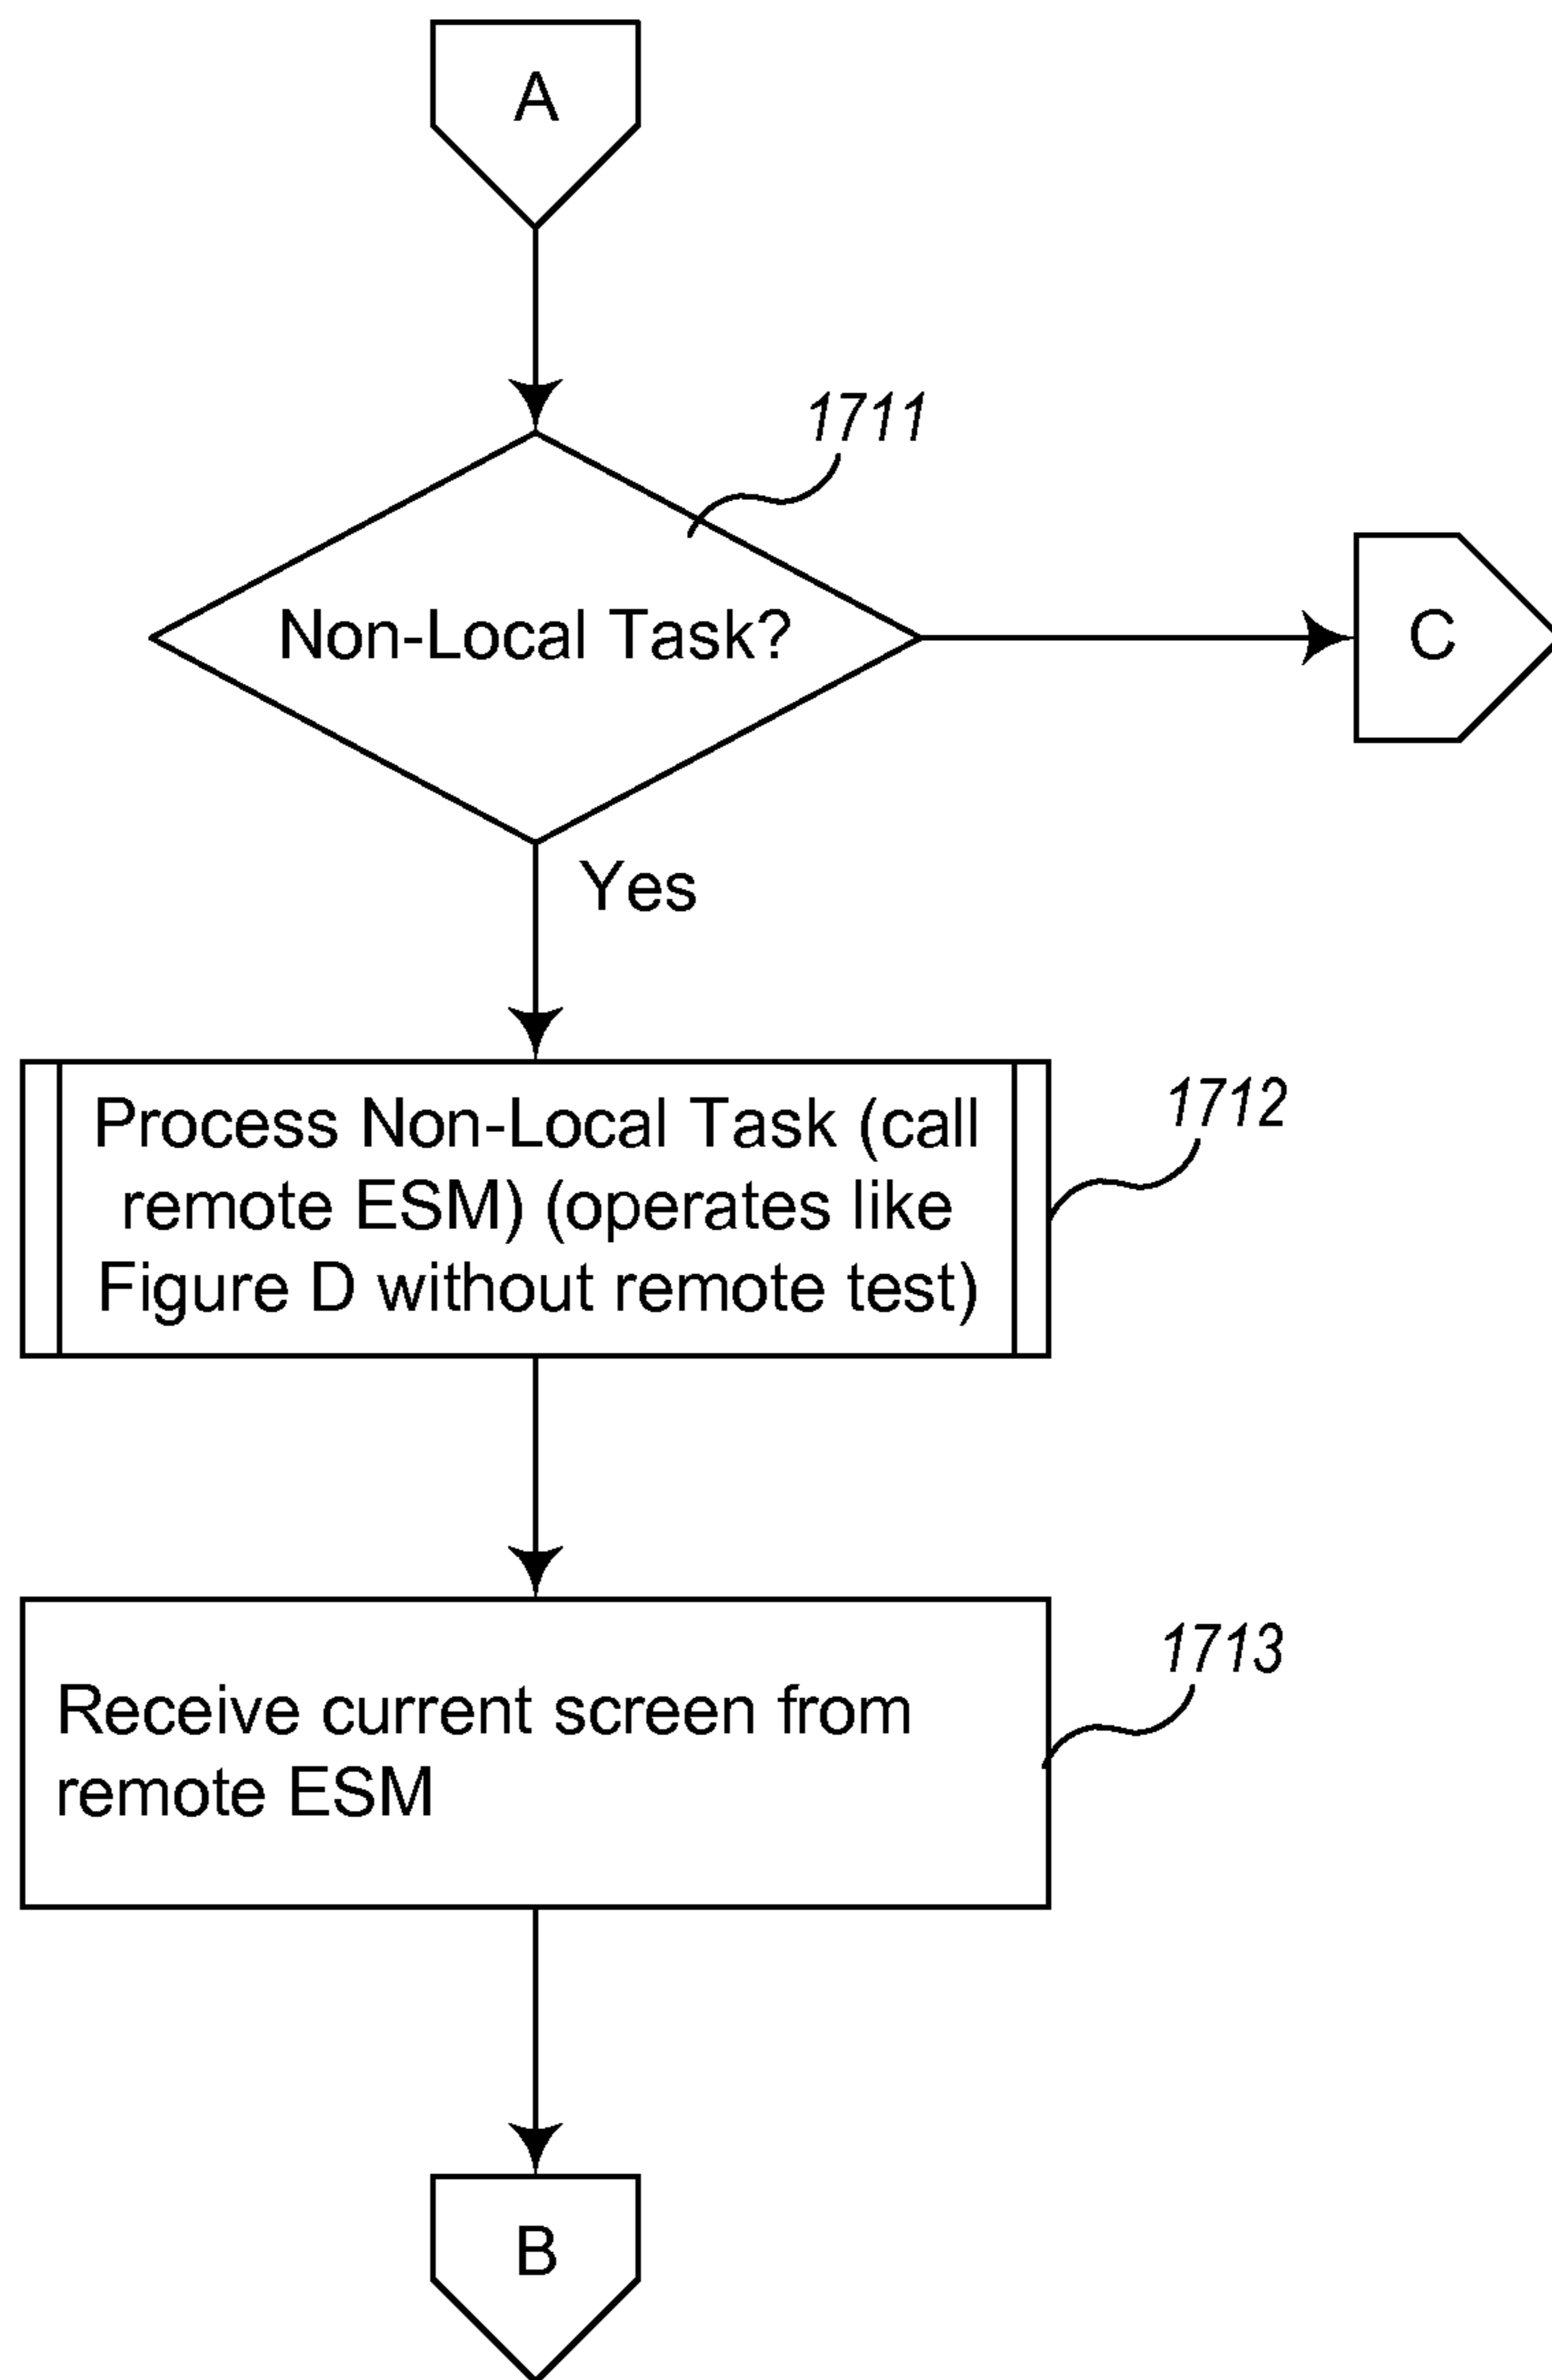 A
1711
Non-Local Task?
C
Yes
Process Non-Local Task (call
remote ESM) (operates like
Figure D without remote test)
1712
Receive current screen from
remote ESM
1713
B